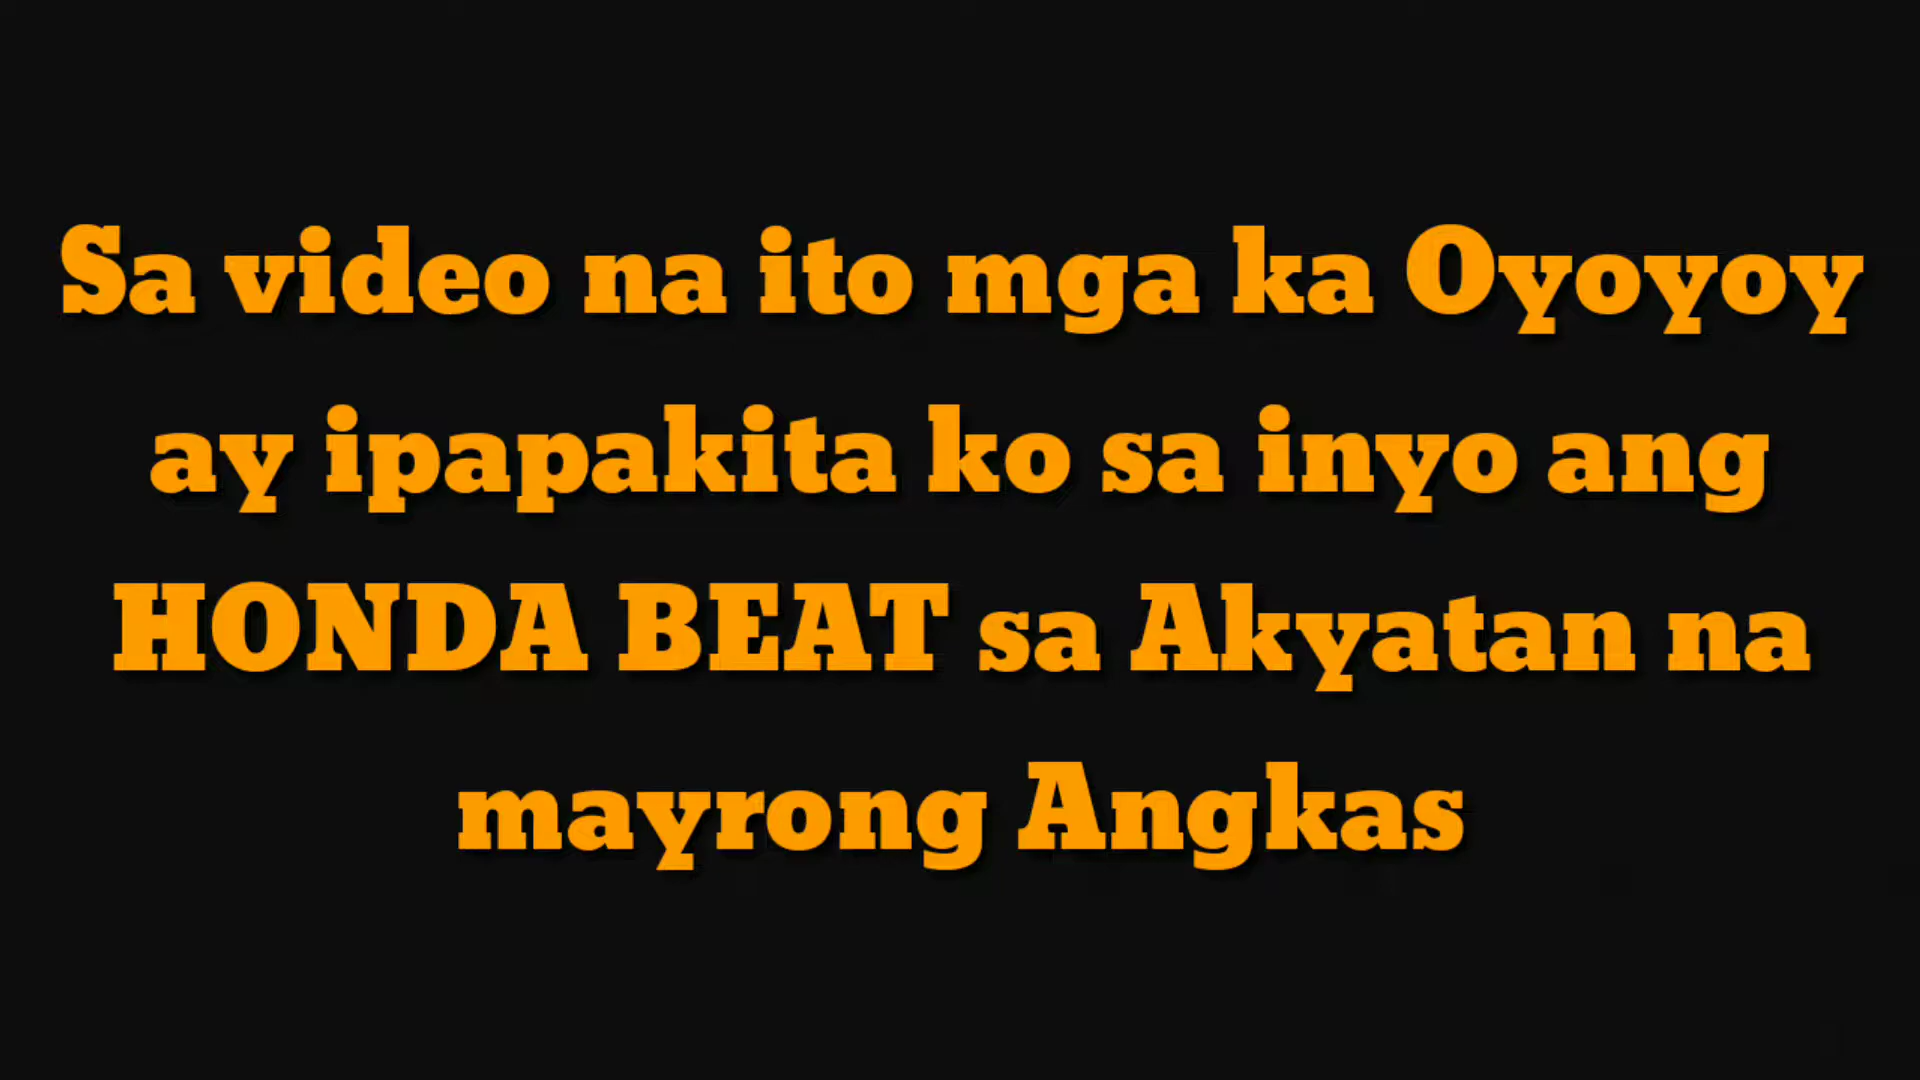 Sa video na ito mga ka Oyoyoy
ay ipapakita ko sa inyo ang
HONDA BEAT sa Akyatan na
mayrong Angkas